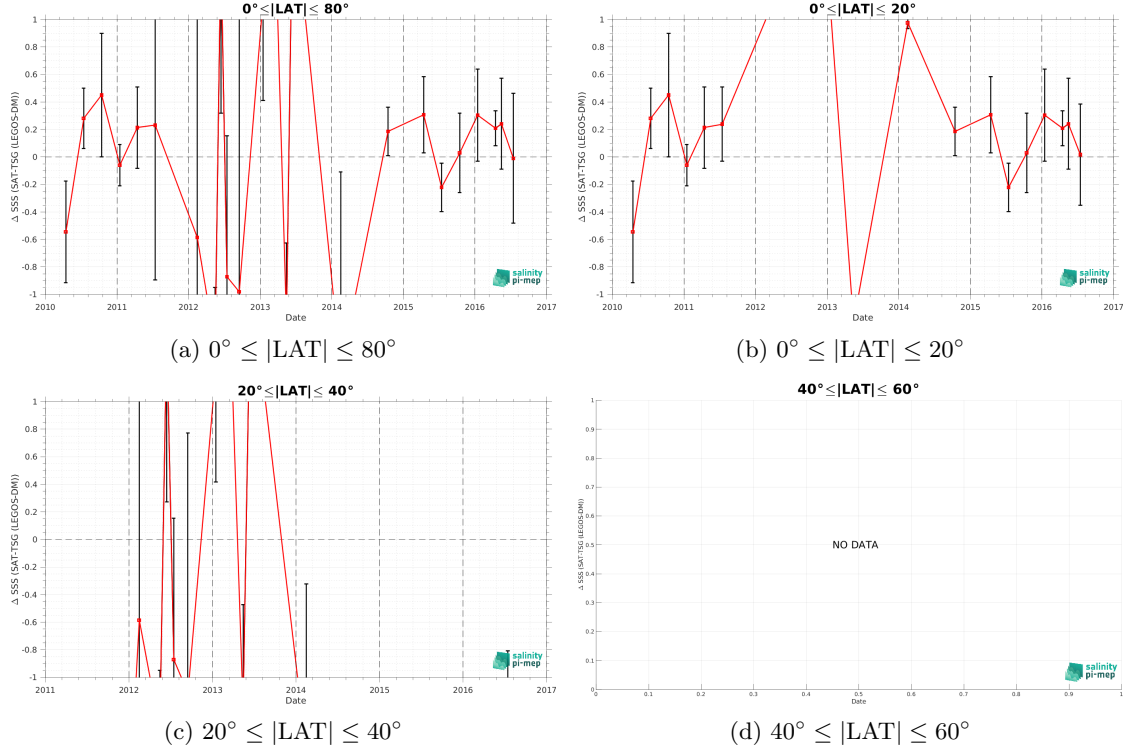 0°≤|LAT|≤ 80°
Δ SSS (SAT-TSG (LEGOS-DM))
1
0.8
0.6
0.4
0.2
0
-0.2
-0.4
-0.6
-0.8
-1
2010 2011 2012 2013 2014 2015 2016 2017
Date
salinity
pi-mep
(a) 0° ≤ |LAT| ≤ 80°
0°≤|LAT|≤ 20°
Δ SSS (SAT-TSG (LEGOS-DM))
1
0.8
0.6
0.4
0.2
0
-0.2
-0.4
-0.6
-0.8
-1
2010 2011 2012 2013 2014 2015 2016 2017
Date
salinity
pi-mep
(b) 0° ≤ |LAT| ≤ 20°
20°≤|LAT|≤ 40°
Δ SSS (SAT-TSG (LEGOS-DM))
1
0.8
0.6
0.4
0.2
0
-0.2
-0.4
-0.6
-0.8
-1
2011 2012 2013 2014 2015 2016 2017
Date
salinity
pi-mep
(c) 20° ≤ |LAT| ≤ 40°
40°≤|LAT|≤ 60°
Δ SSS (SAT-TSG (LEGOS-DM))
1
0.9
0.8
0.7
0.6
0.5
0.4
0.3
0.2
0.1
0
NO DATA
0 0.1 0.2 0.3 0.4 0.5 0.6 0.7 0.8 0.9 1
Date
salinity
pi-mep
(d) 40° ≤ |LAT| ≤ 60°